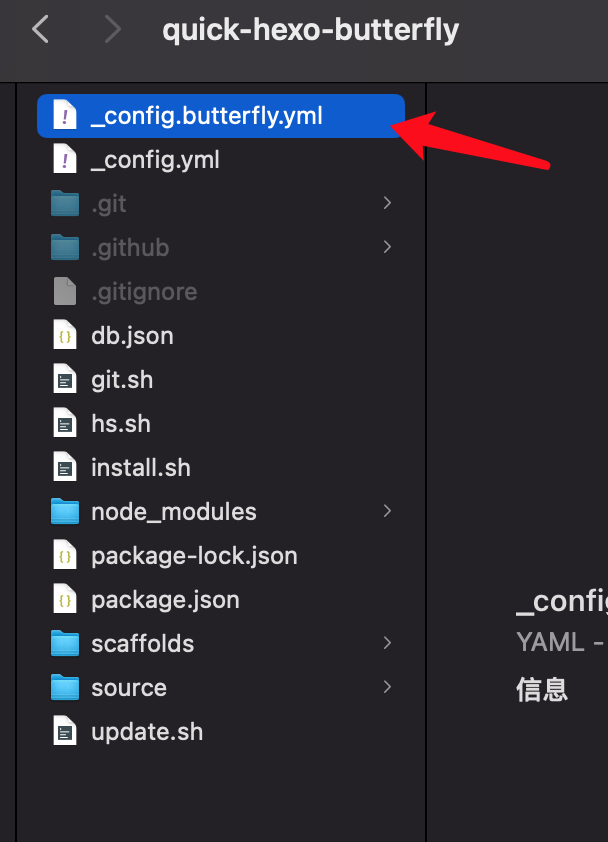 quick-hexo-butterfly
_config.butterfly.yml
_config.yml
.git
.github
.gitignore
db.json
git.sh
hs.sh
install.sh
node_modules
package-lock.json
package.json
scaffolds
source
update.sh
_config
YAML -
信息